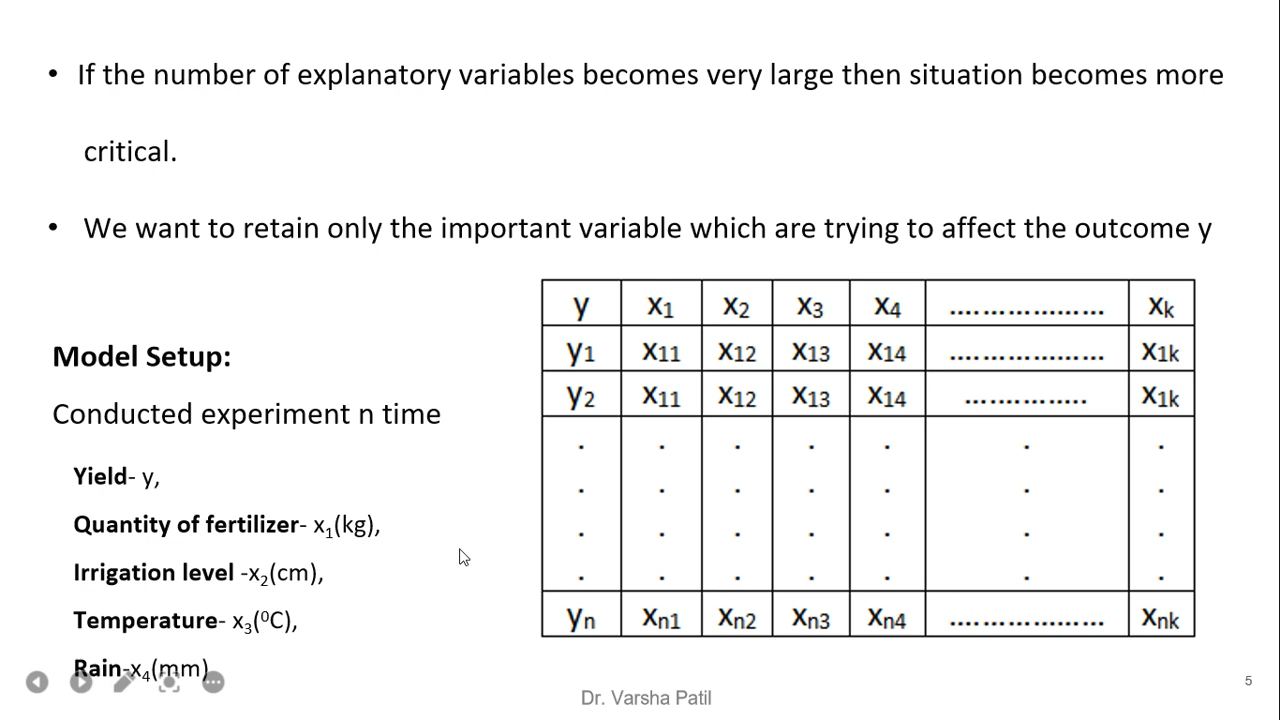 • If the number of explanatory variables becomes very large then situation becomes more
critical.
• We want to retain only the important variable which are trying to affect the outcome y
Model Setup:
Conducted experiment n time
Yield- y,
Quantity of fertilizer- x1(kg),
Irrigation level -x2(cm),
Temperature- x3(⁰C),
Rain-x4(mm)
y x1 x2 x3 x4 ................... xk
y1 x11 x12 x13 x14 ................... x1k
y2 x11 x12 x13 x14 ............... x1k
. . . . . . .
. . . . . . .
. . . . . . .
. . . . . . .
yn xn1 xn2 xn3 xn4 ................... xnk
Dr. Varsha Patil
5